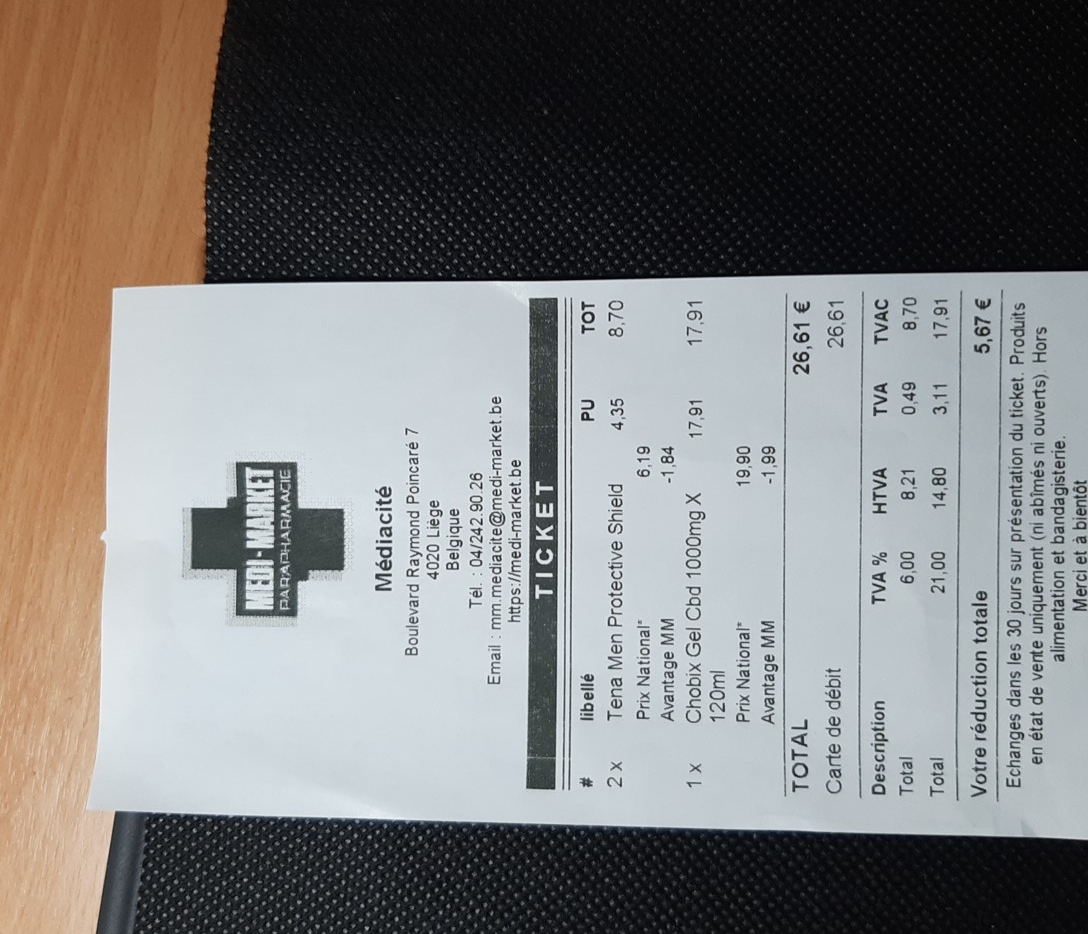 MEDI-MARKET
PARAPHARMACIE
Médiacité
Boulevard Raymond Poincaré 7
4020 Liège
Belgique
Tél. : 04/242.90.26
Email : mm.mediacite@medi-market.be
https://medi-market.be
TICKET
# libellé PU TOT
2 x Tena Men Protective Shield 4,35 8,70
Prix National* 6,19
Avantage MM -1,84
1 x Chobix Gel Cbd 1000mg X 17,91 17,91
120ml
Prix National* 19,90
Avantage MM -1,99
TOTAL 26,61 €
Carte de débit 26,61
Description TVA % HTVA TVA TVAC
Total 6,00 8,21 0,49 8,70
Total 21,00 14,80 3,11 17,91
Votre réduction totale 5,67 €
Echanges dans les 30 jours sur présentation du ticket. Produits
en état de vente uniquement (ni abîmés ni ouverts). Hors
alimentation et bandagisterie.
Merci et à bientôt